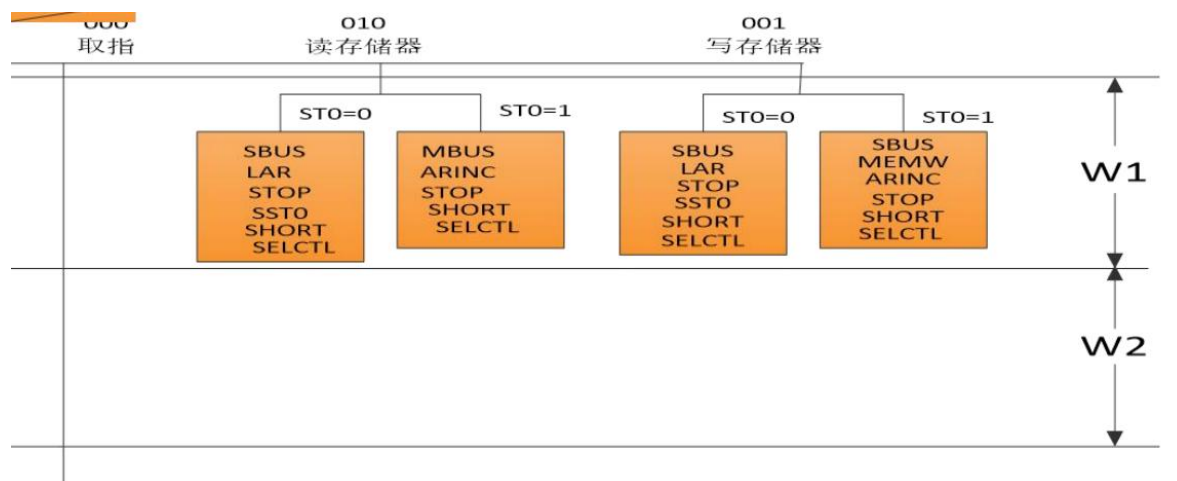 000
取指
010
读存储器
001
写存储器
ST0=0
ST0=1
ST0=0
ST0=1
SBUS
LAR
STOP
SST0
SHORT
SELCTL
MBUS
ARINC
STOP
SHORT
SELCTL
SBUS
LAR
STOP
SST0
SHORT
SELCTL
SBUS
MEMW
ARINC
STOP
SHORT
SELCTL
W1
W2